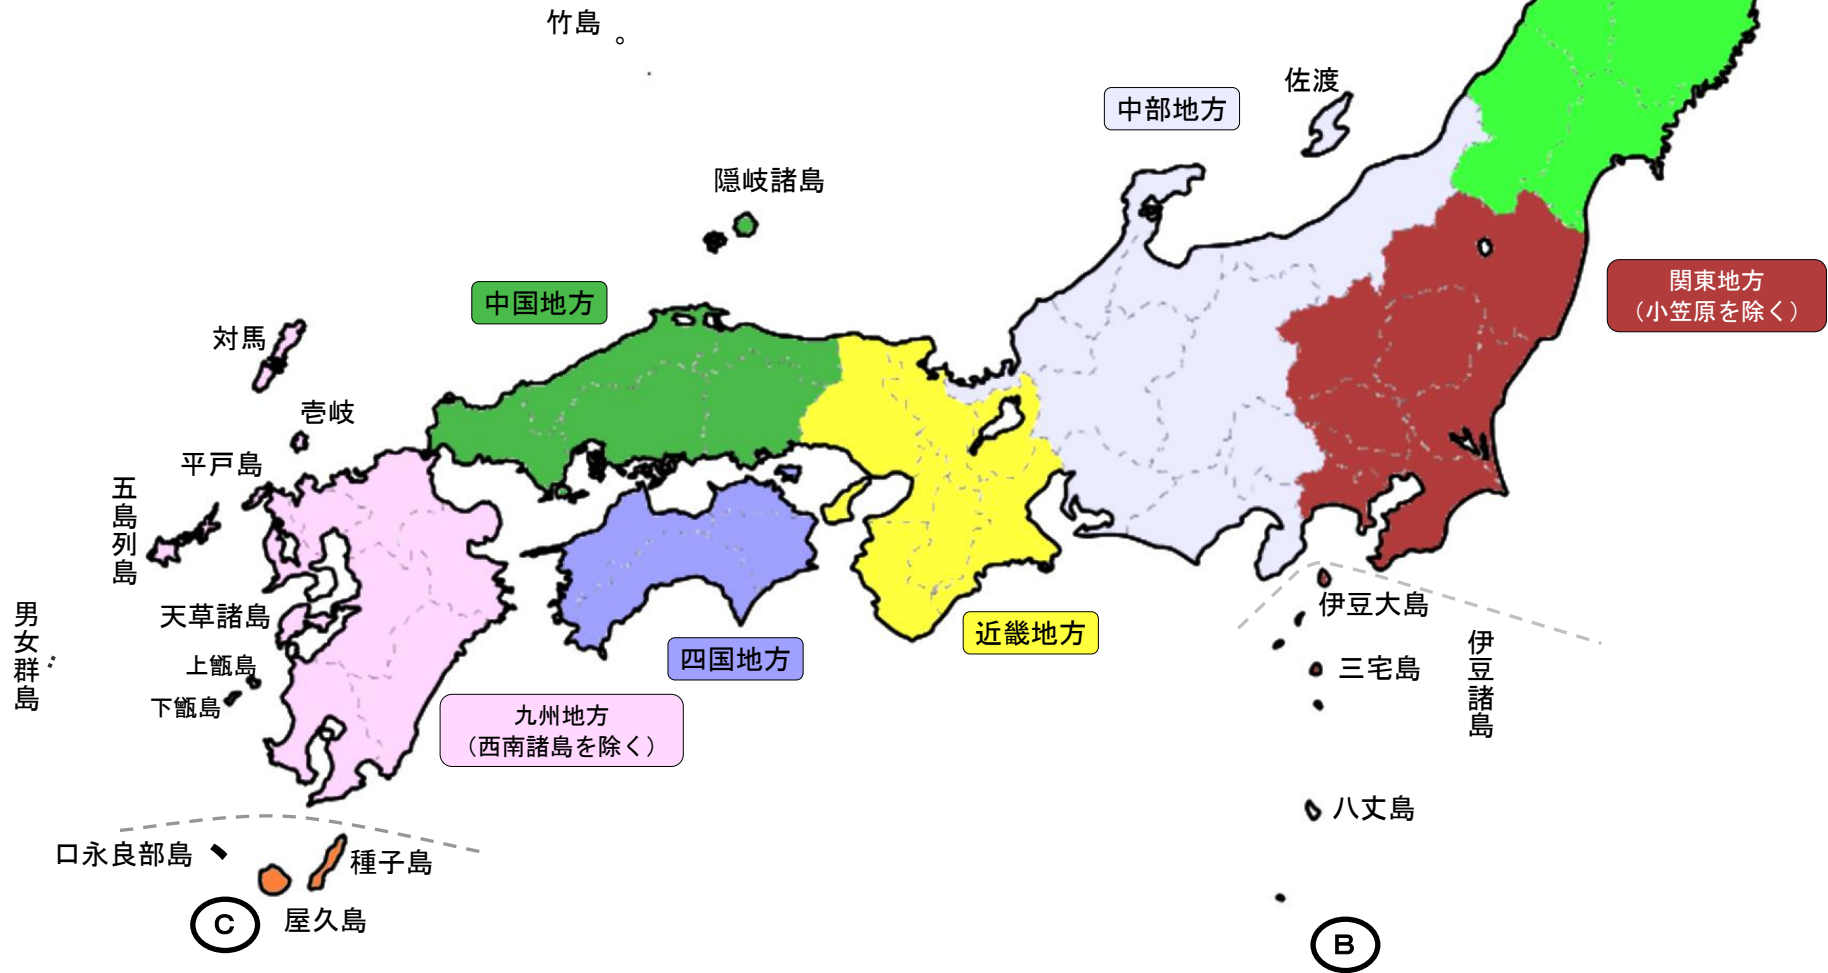 竹島
佐渡
中部地方
隠岐諸島
中国地方
関東地方
（小笠原を除く）
対馬
壱岐
平戸島
五島列島
天草諸島
伊豆大島
男女群島
近畿地方
四国地方
伊豆諸島
上甑島
三宅島
下甑島
九州地方
（西南諸島を除く）
八丈島
口永良部島
種子島
屋久島
C
B